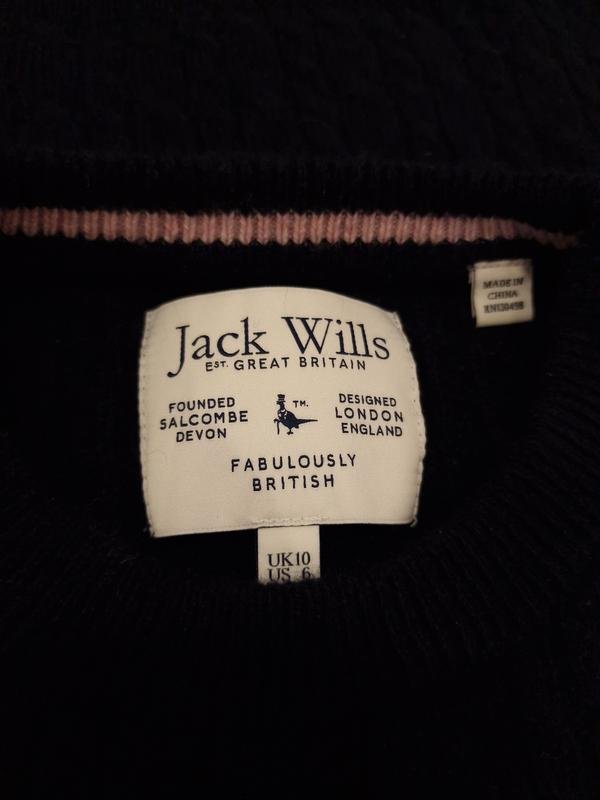 Jack Wills
EST. GREAT BRITAIN
FOUNDED
SALCOMBE
DEVON
TM.
DESIGNED
LONDON
ENGLAND
FABULOUSLY
BRITISH
UK10
US 6
MADE IN
CHINA
RN130498